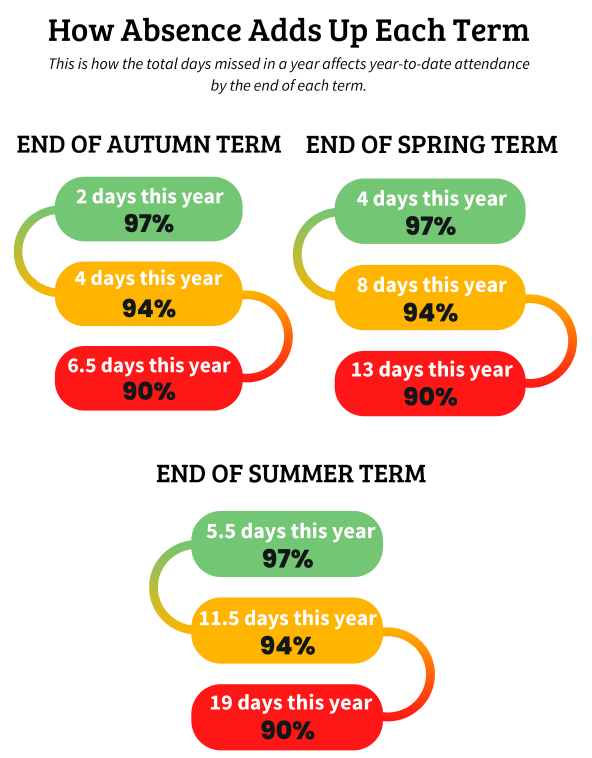 How Absence Adds Up Each Term
This is how the total days missed in a year affects year-to-date attendance
by the end of each term.
END OF AUTUMN TERM
2 days this year
97%
4 days this year
94%
6.5 days this year
90%
END OF SPRING TERM
4 days this year
97%
8 days this year
94%
13 days this year
90%
END OF SUMMER TERM
5.5 days this year
97%
11.5 days this year
94%
19 days this year
90%